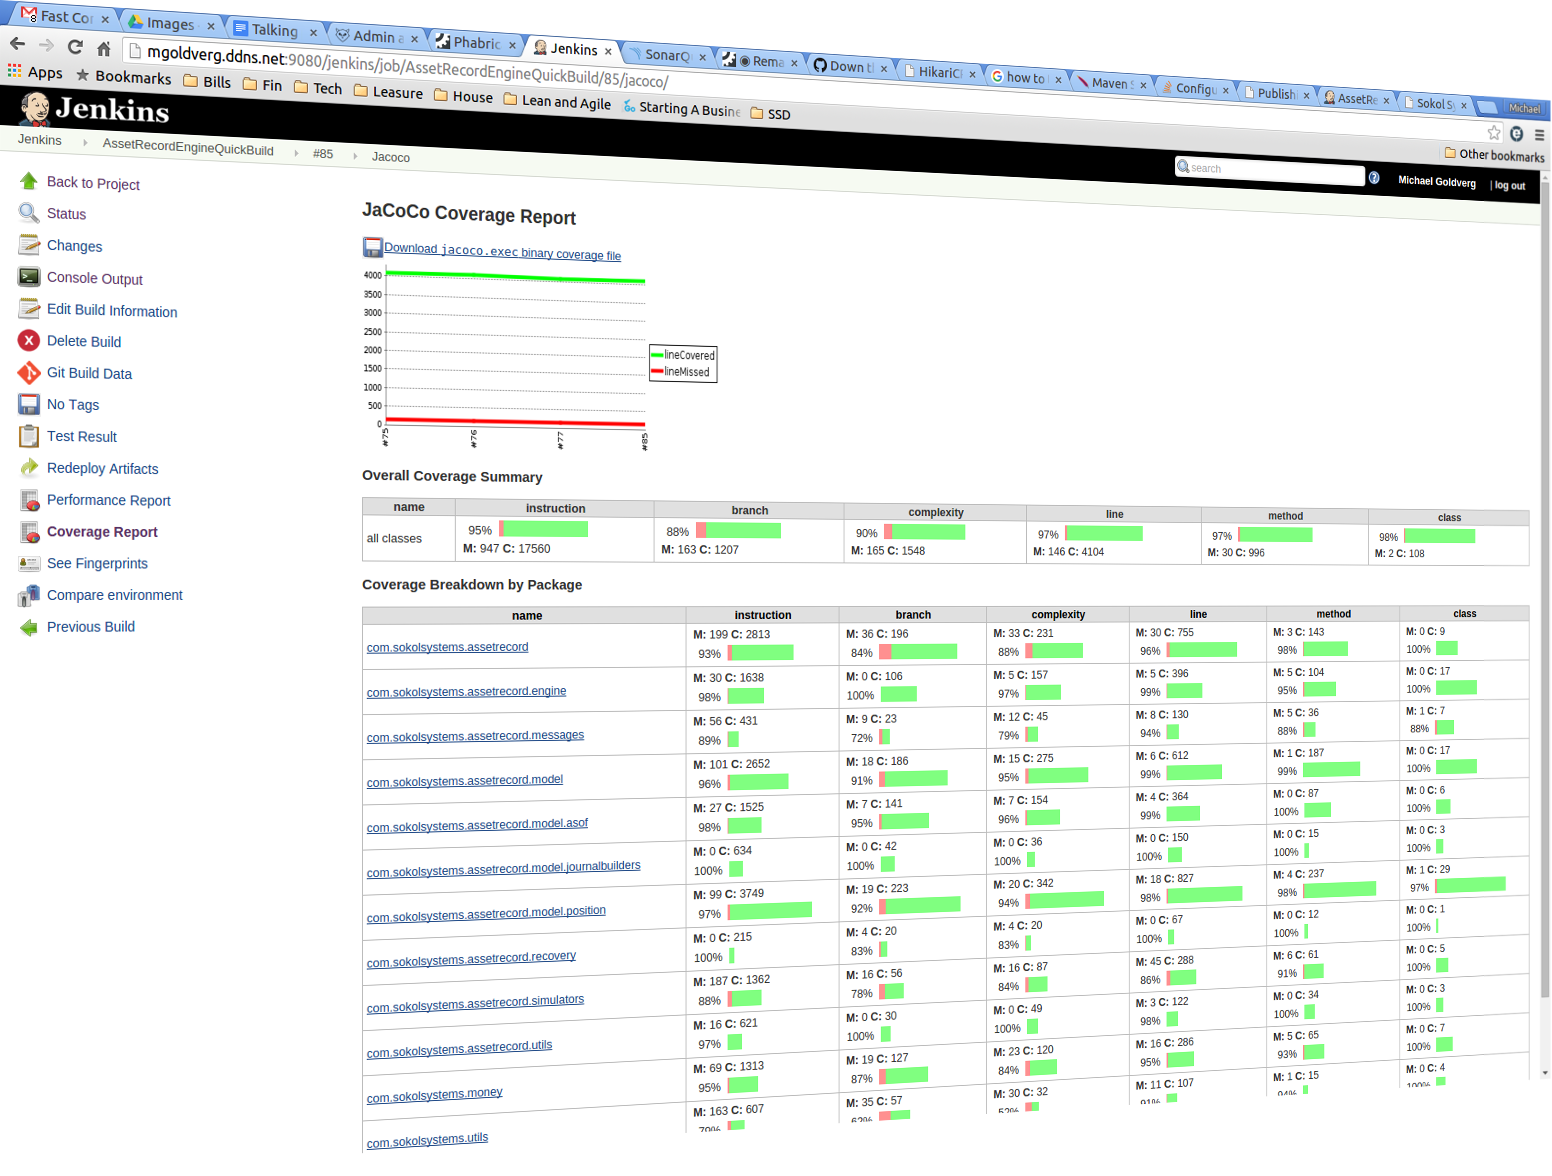 Fast Co
Images
Talking
Admin
Phabric
Jenkins
SonarQ
Rema
Down t
HikariC
how to
Maven
Configu
Publish
AssetRe
Sokol S
Michael
mgoldverg.ddns.net:9080/jenkins/job/AssetRecordEngineQuickBuild/85/jacoco/
Apps Bookmarks Bills Fin Tech Leasure House Lean and Agile Starting A Busine SSD Other bookmarks
Jenkins
search
Michael Goldverg | log out
Jenkins AssetRecordEngineQuickBuild #85 Jacoco
Back to Project
Status
Changes
Console Output
Edit Build Information
Delete Build
Git Build Data
No Tags
Test Result
Redeploy Artifacts
Performance Report
Coverage Report
See Fingerprints
Compare environment
Previous Build
JaCoCo Coverage Report
Download jacoco.exec binary coverage file
4000
3500
3000
2500
2000
1500
1000
500
0
#75 #76 #77 #85
lineCovered
lineMissed
Overall Coverage Summary
name instruction branch complexity line method class
all classes 95% 88% 90% 97% 97% 98%
M: 947 C: 17560 M: 163 C: 1207 M: 165 C: 1548 M: 146 C: 4104 M: 30 C: 996 M: 2 C: 108
Coverage Breakdown by Package
name instruction branch complexity line method class
com.sokolsystems.assetrecord M: 199 C: 2813 M: 36 C: 196 M: 33 C: 231 M: 30 C: 755 M: 3 C: 143 M: 0 C: 9
93% 84% 88% 96% 98% 100%
com.sokolsystems.assetrecord.engine M: 30 C: 1638 M: 0 C: 106 M: 5 C: 157 M: 5 C: 396 M: 5 C: 104 M: 0 C: 17
98% 100% 97% 99% 95% 100%
com.sokolsystems.assetrecord.messages M: 56 C: 431 M: 9 C: 23 M: 12 C: 45 M: 8 C: 130 M: 5 C: 36 M: 1 C: 7
89% 72% 79% 94% 88% 88%
com.sokolsystems.assetrecord.model M: 101 C: 2652 M: 18 C: 186 M: 15 C: 275 M: 6 C: 612 M: 1 C: 187 M: 0 C: 17
96% 91% 95% 99% 99% 100%
com.sokolsystems.assetrecord.model.asof M: 27 C: 1525 M: 7 C: 141 M: 7 C: 154 M: 4 C: 364 M: 0 C: 87 M: 0 C: 6
98% 95% 96% 99% 100% 100%
com.sokolsystems.assetrecord.model.journalbuilders M: 0 C: 634 M: 0 C: 42 M: 0 C: 36 M: 0 C: 150 M: 0 C: 15 M: 0 C: 3
100% 100% 100% 100% 100% 100%
com.sokolsystems.assetrecord.model.position M: 99 C: 3749 M: 19 C: 223 M: 20 C: 342 M: 18 C: 827 M: 4 C: 237 M: 1 C: 29
97% 92% 94% 98% 98% 97%
com.sokolsystems.assetrecord.recovery M: 0 C: 215 M: 4 C: 20 M: 4 C: 20 M: 0 C: 67 M: 0 C: 12 M: 0 C: 1
100% 83% 83% 100% 100% 100%
com.sokolsystems.assetrecord.simulators M: 187 C: 1362 M: 16 C: 56 M: 16 C: 87 M: 45 C: 288 M: 6 C: 61 M: 0 C: 5
88% 78% 84% 86% 91% 100%
com.sokolsystems.assetrecord.utils M: 16 C: 621 M: 0 C: 30 M: 0 C: 49 M: 3 C: 122 M: 0 C: 34 M: 0 C: 3
97% 100% 100% 98% 100% 100%
com.sokolsystems.money M: 69 C: 1313 M: 19 C: 127 M: 23 C: 120 M: 16 C: 286 M: 5 C: 65 M: 0 C: 7
95% 87% 84% 95% 93% 100%
com.sokolsystems.utils M: 163 C: 607 M: 35 C: 57 M: 30 C: 32 M: 11 C: 107 M: 1 C: 15 M: 0 C: 4
79% 62% 52% 91% 94% 100%